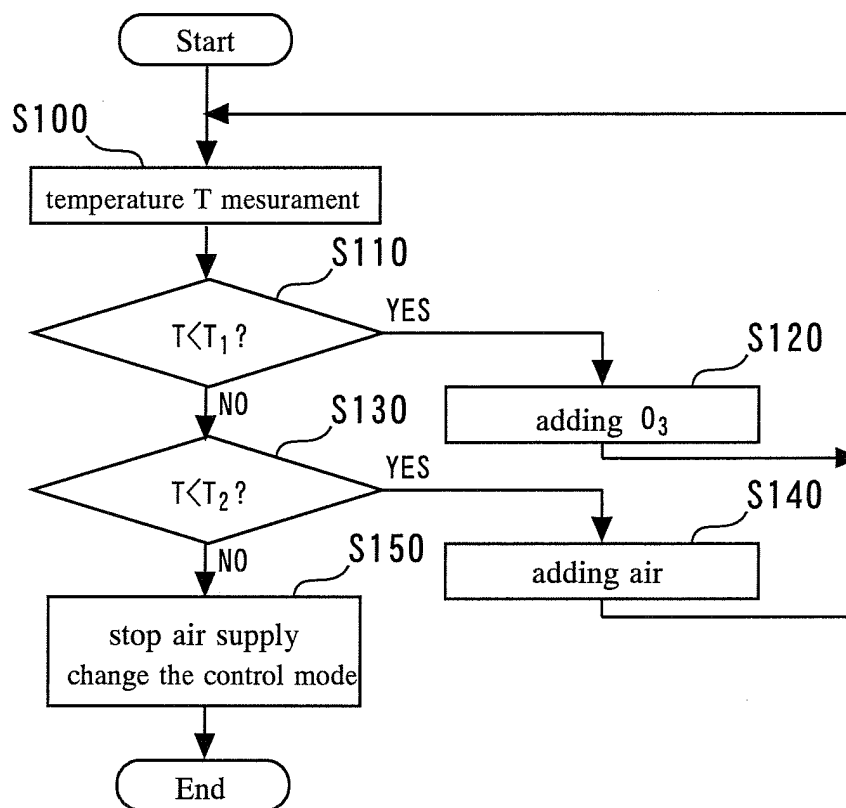 Start
S100
temperature T mesurament
S110
T<T₁?
YES
S120
adding O₃
NO
S130
T<T₂?
YES
S140
adding air
NO
S150
stop air supply
change the control mode
End